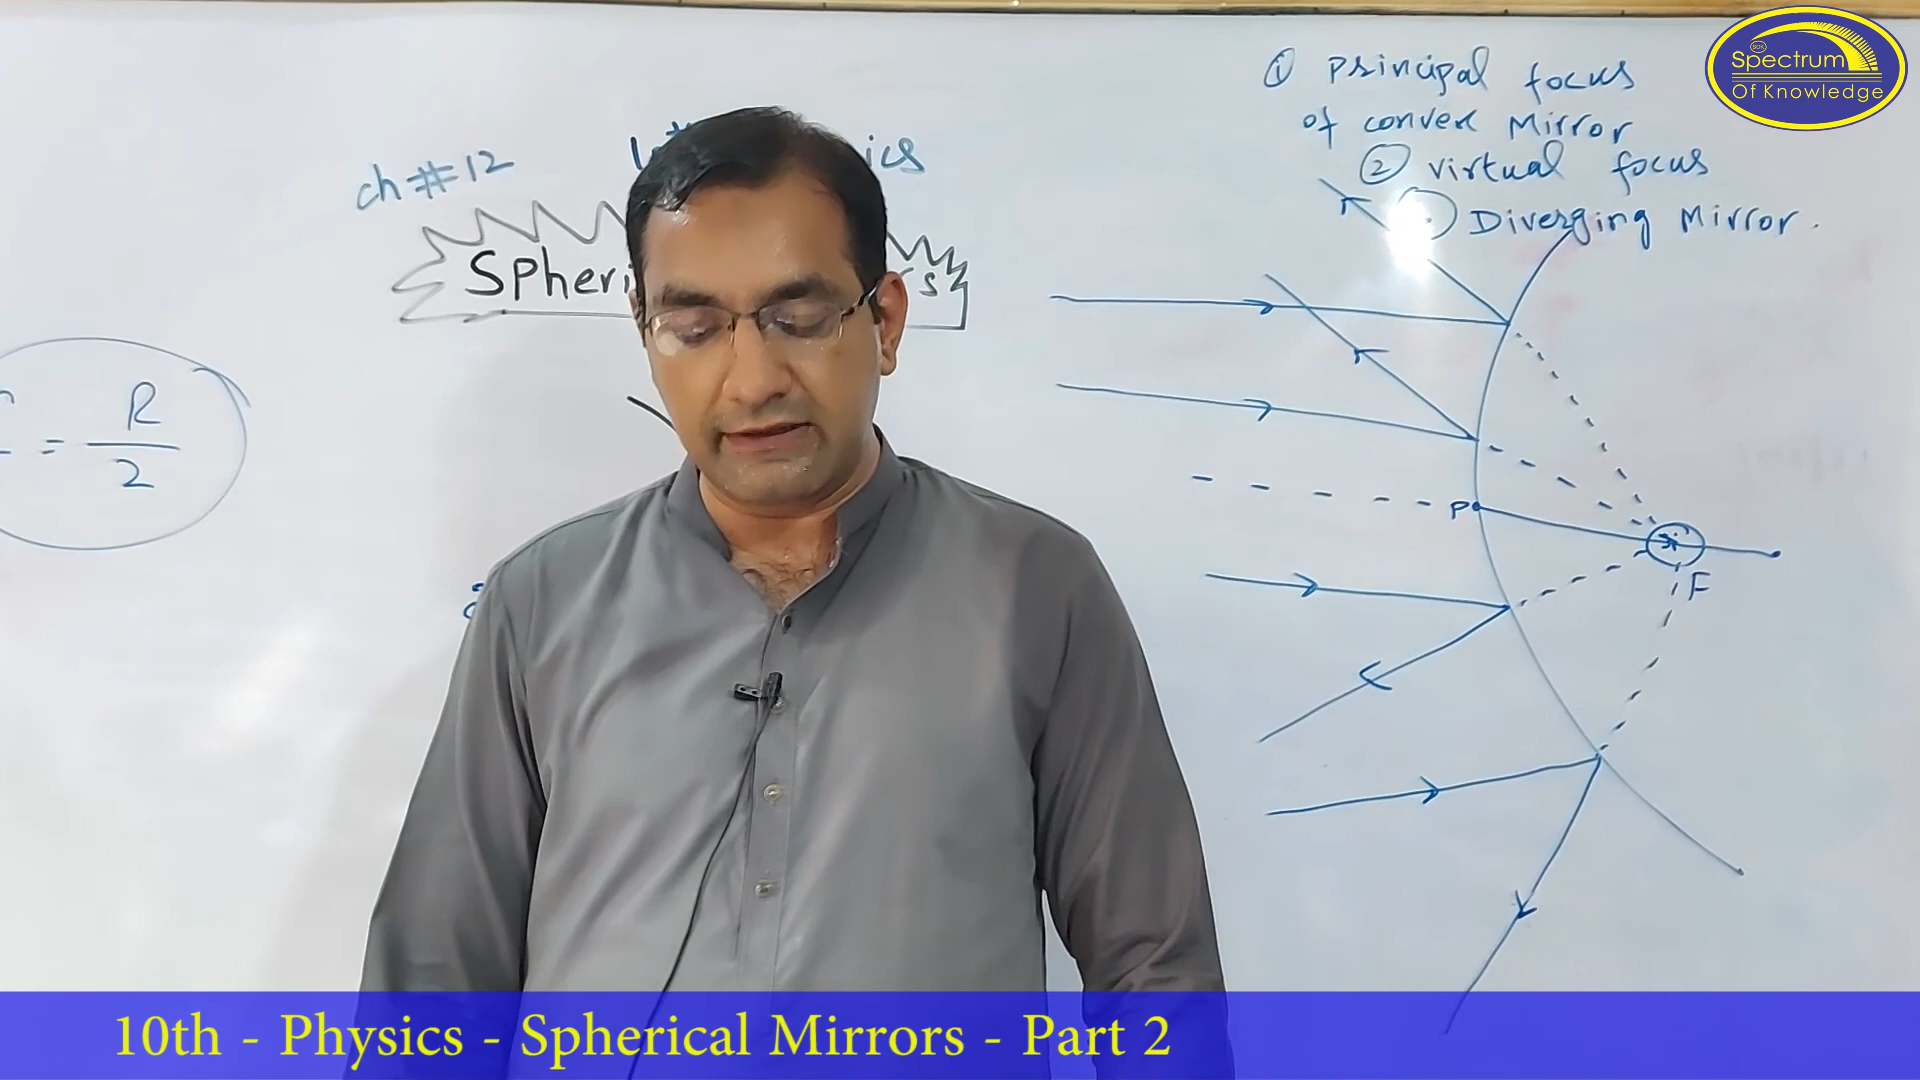 ① principal focus
of convex Mirror
② virtual focus
Diverging Mirror.
SOK
Spectrum
Of Knowledge
ch # 12
= R
2
P
F
10th - Physics - Spherical Mirrors - Part 2